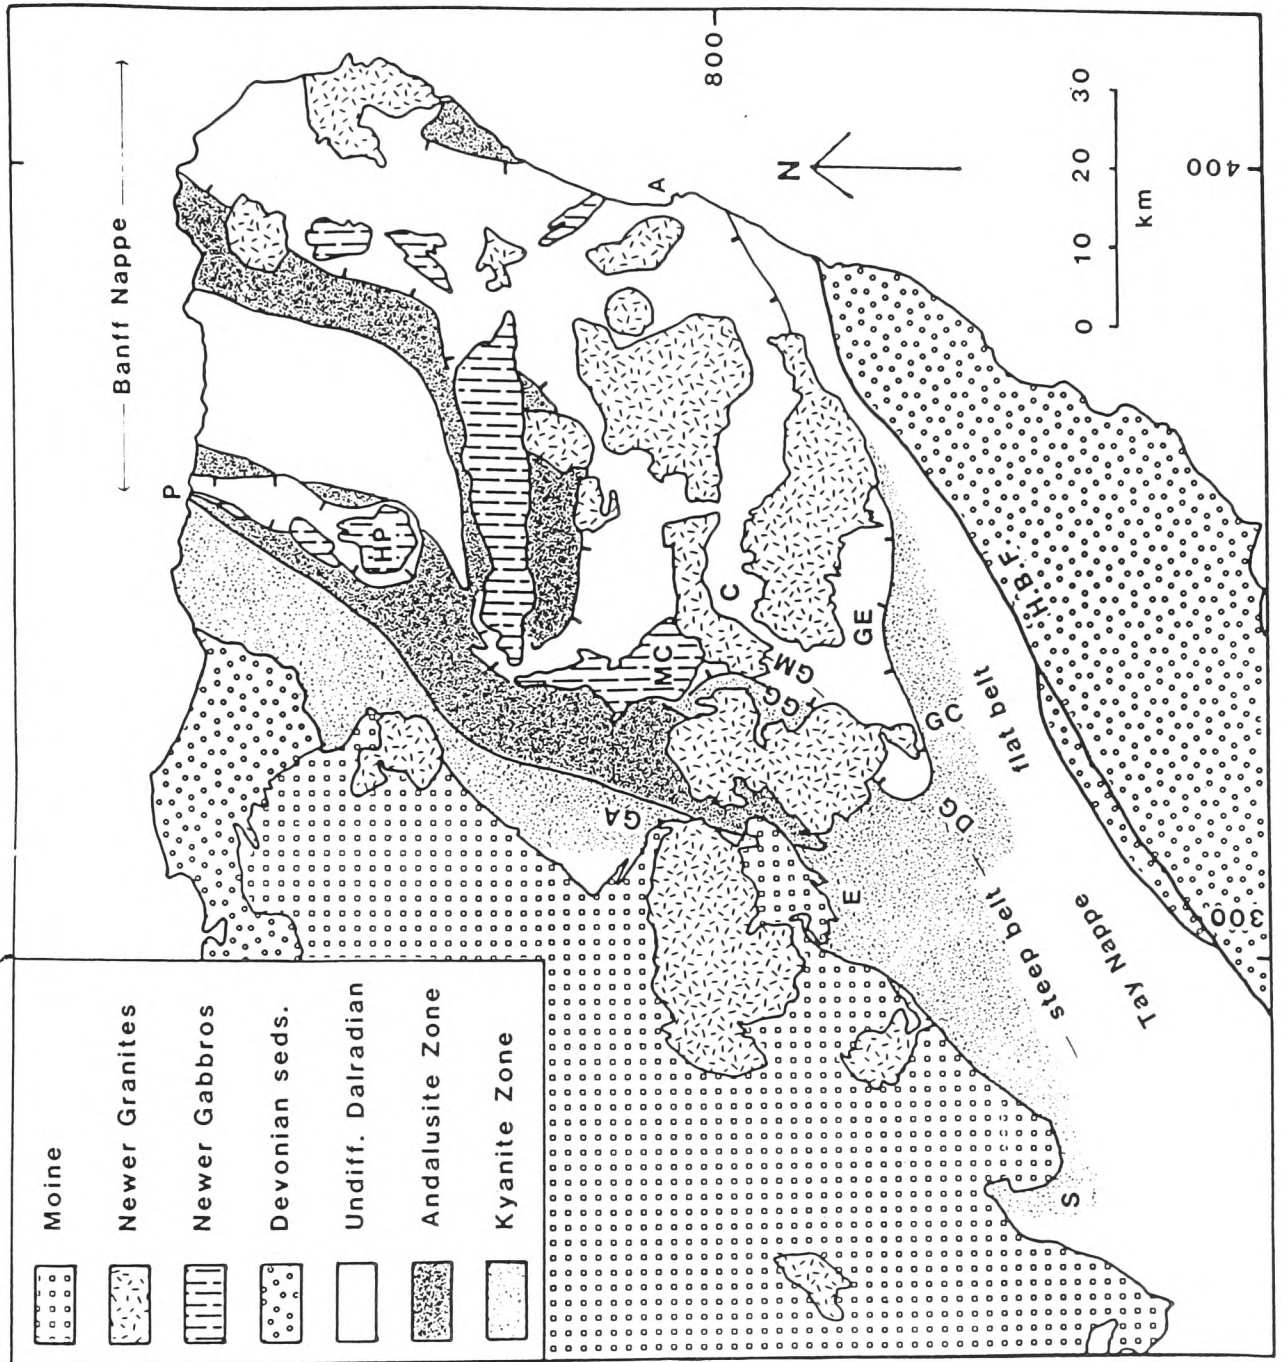 Banff Nappe
800
30
20
10
0
km
400
N
A
P
HP
MC
C
GM
GG
GE
GC
GA
DG
E
S
H.B.F.
flat belt
steep belt
Tay Nappe
300
Moine
Newer Granites
Newer Gabbros
Devonian seds.
Undiff. Dalradian
Andalusite Zone
Kyanite Zone